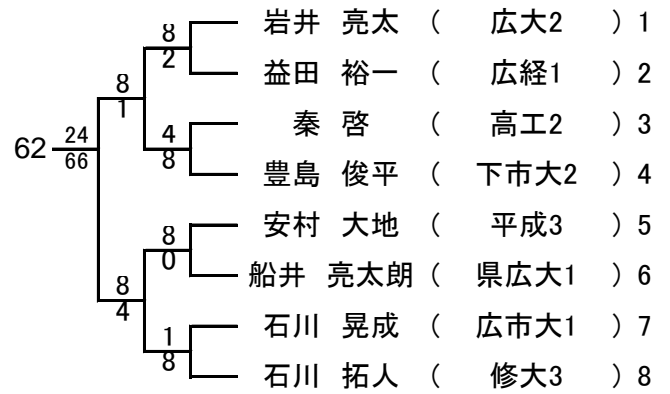 8 岩井 亮太 ( 広大2 ) 1
2
8 益田 裕一 ( 広経1 ) 2
1
4 秦 啓 ( 高工2 ) 3
62 24
66
8 豊島 俊平 ( 下市大2 ) 4
8 安村 大地 ( 平成3 ) 5
0
8 船井 亮太朗 ( 県広大1 ) 6
4
1 石川 晃成 ( 広市大1 ) 7
8 石川 拓人 ( 修大3 ) 8